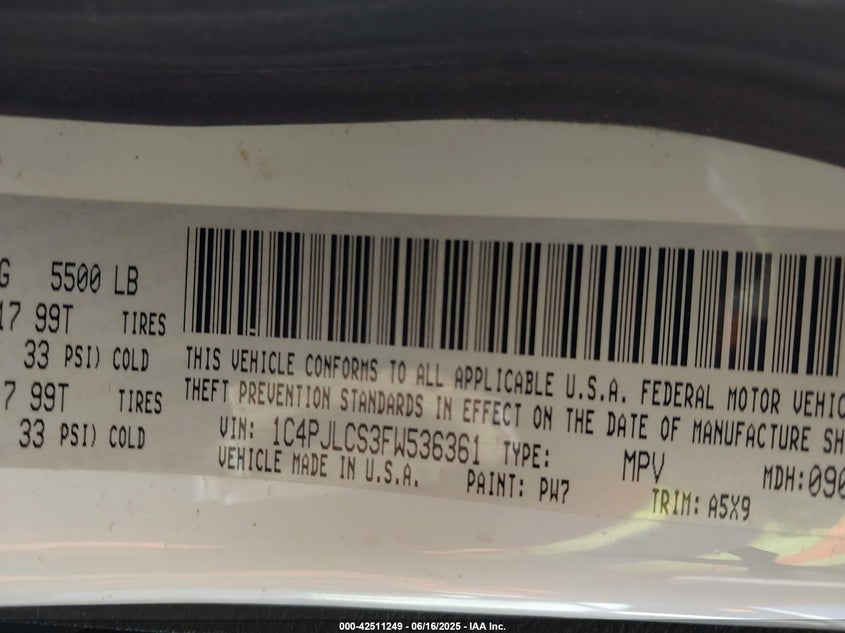 G 5500 LB
17 99T TIRES
33 PSI) COLD
7 99T TIRES
33 PSI) COLD
THIS VEHICLE CONFORMS TO ALL APPLICABLE U.S.A. FEDERAL MOTOR VEHIC
THEFT PREVENTION STANDARDS IN EFFECT ON THE DATE OF MANUFACTURE SH
VIN: 1C4PJLCS3FW536361 TYPE: MPV MDH:090
VEHICLE MADE IN U.S.A. PAINT: PW7 TRIM: A5X9
000-42511249 - 06/16/2025 - IAA Inc.